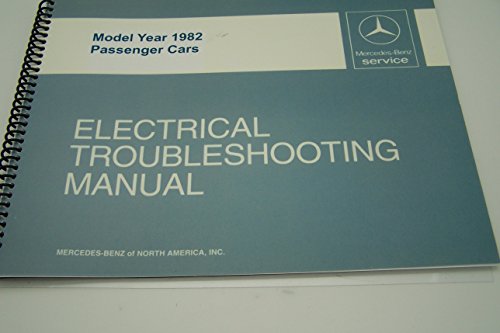 Model Year 1982
Passenger Cars
Mercedes-Benz
service
ELECTRICAL
TROUBLESHOOTING
MANUAL
MERCEDES-BENZ of NORTH AMERICA, INC.